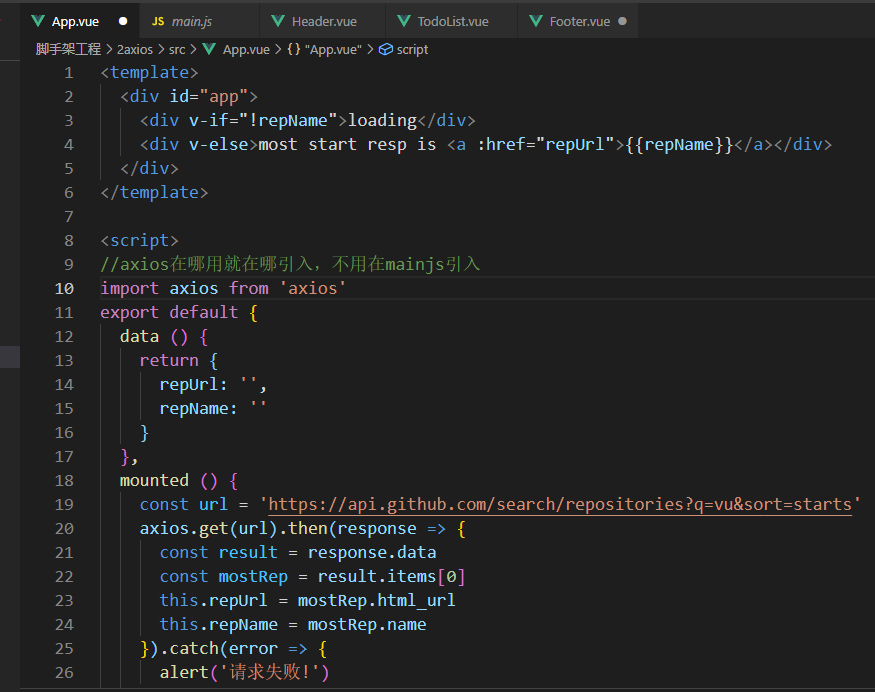 App.vue JS main.js Header.vue TodoList.vue Footer.vue
脚手架工程 > 2axios > src > App.vue > {} "App.vue" > script
1 <template>
2 <div id="app">
3 <div v-if="!repName">loading</div>
4 <div v-else>most start resp is <a :href="repUrl">{{repName}}</a></div>
5 </div>
6 </template>
7
8 <script>
9 //axios在哪用就在哪引入，不用在mainjs引入
10 import axios from 'axios'
11 export default {
12 data () {
13 return {
14 repUrl: '',
15 repName: ''
16 }
17 },
18 mounted () {
19 const url = 'https://api.github.com/search/repositories?q=vu&sort=starts'
20 axios.get(url).then(response => {
21 const result = response.data
22 const mostRep = result.items[0]
23 this.repUrl = mostRep.html_url
24 this.repName = mostRep.name
25 }).catch(error => {
26 alert('请求失败!')